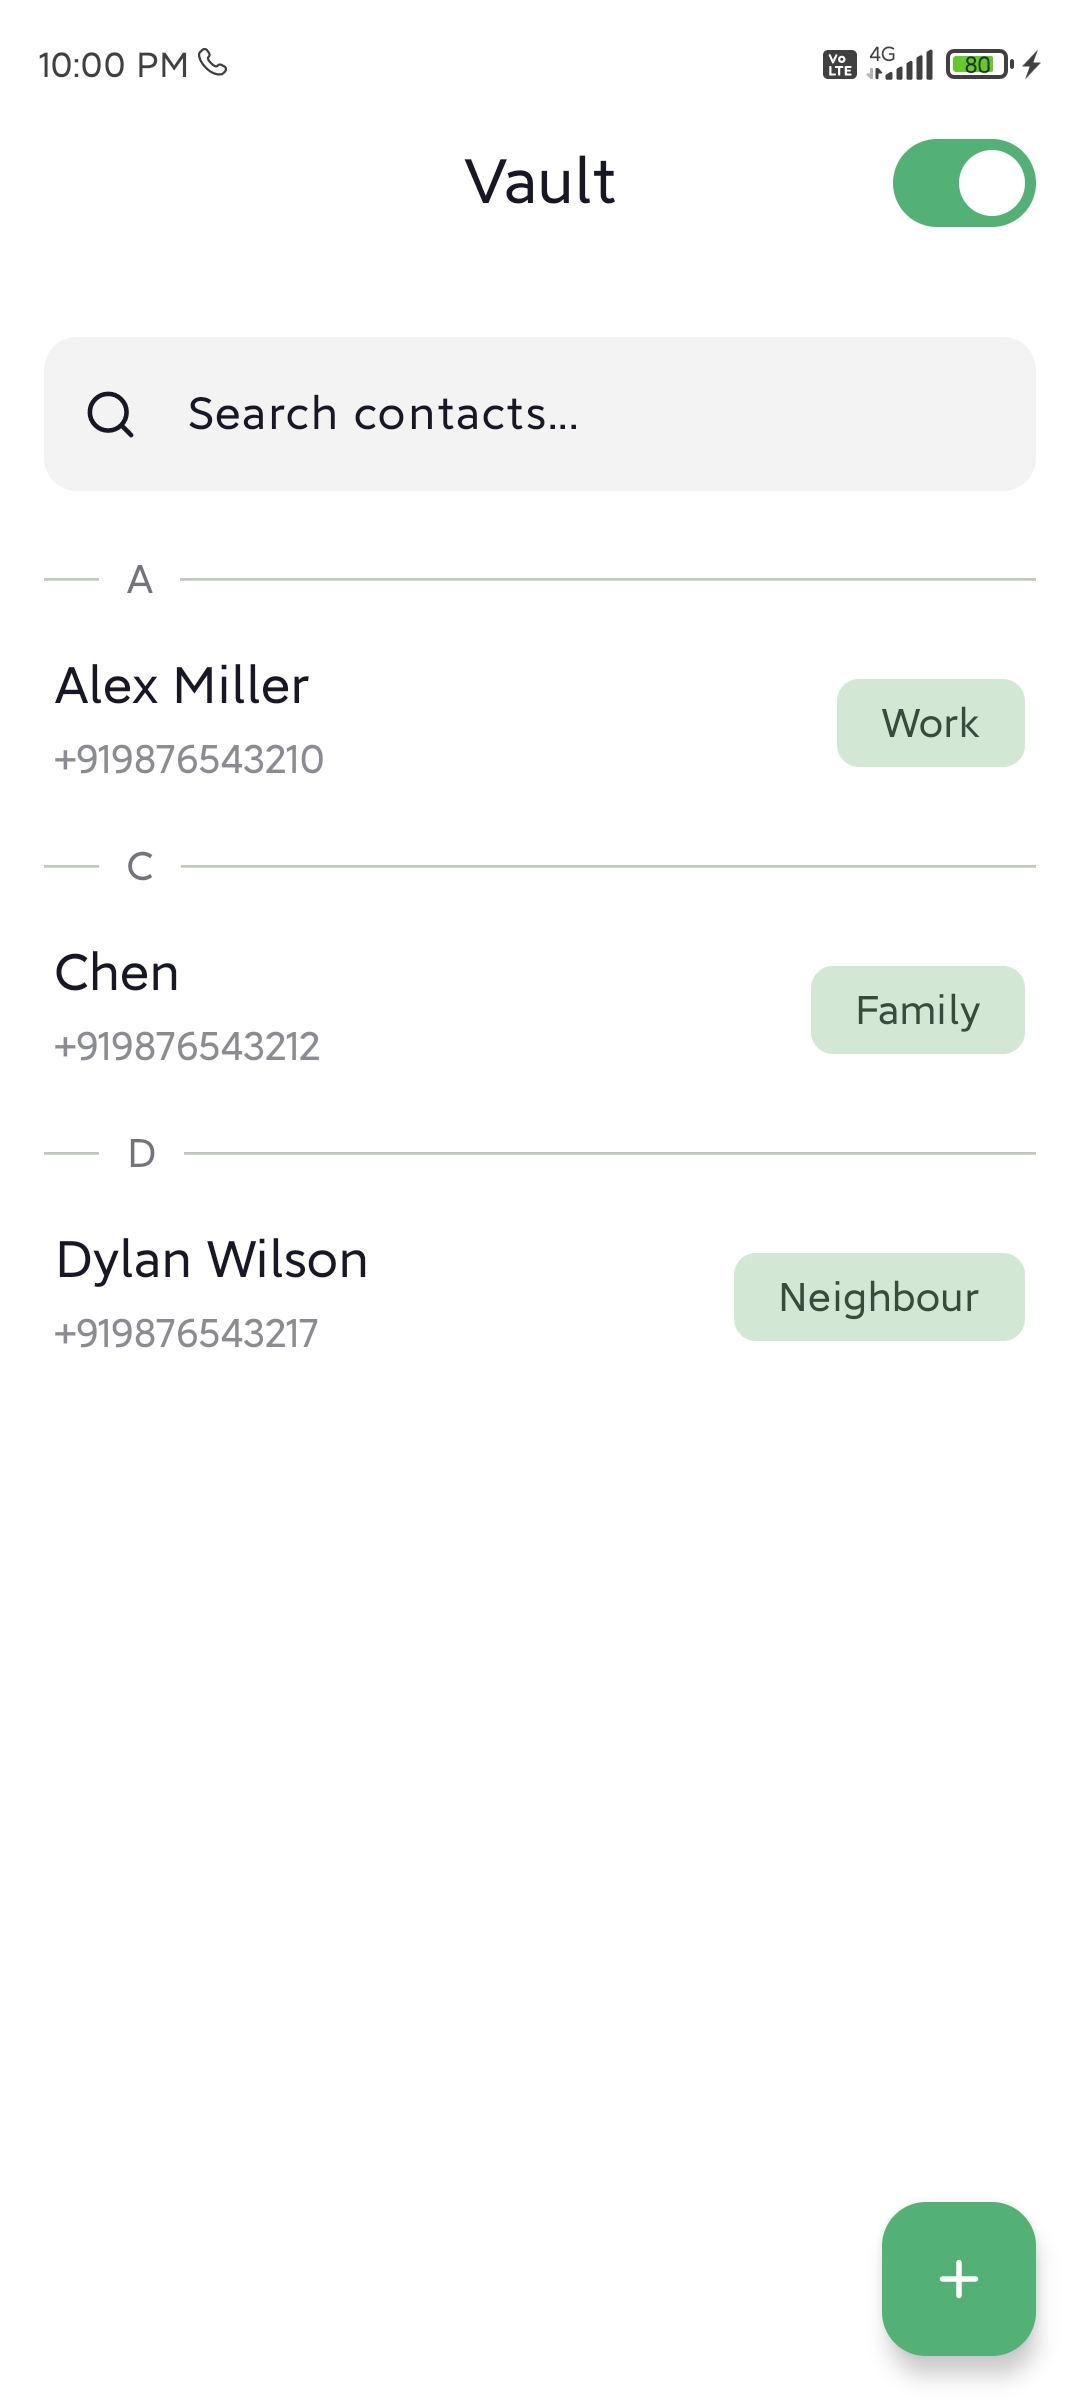 10:00 PM
Vo LTE 4G 80
Vault
Search contacts...
A
Alex Miller
+919876543210
Work
C
Chen
+919876543212
Family
D
Dylan Wilson
+919876543217
Neighbour